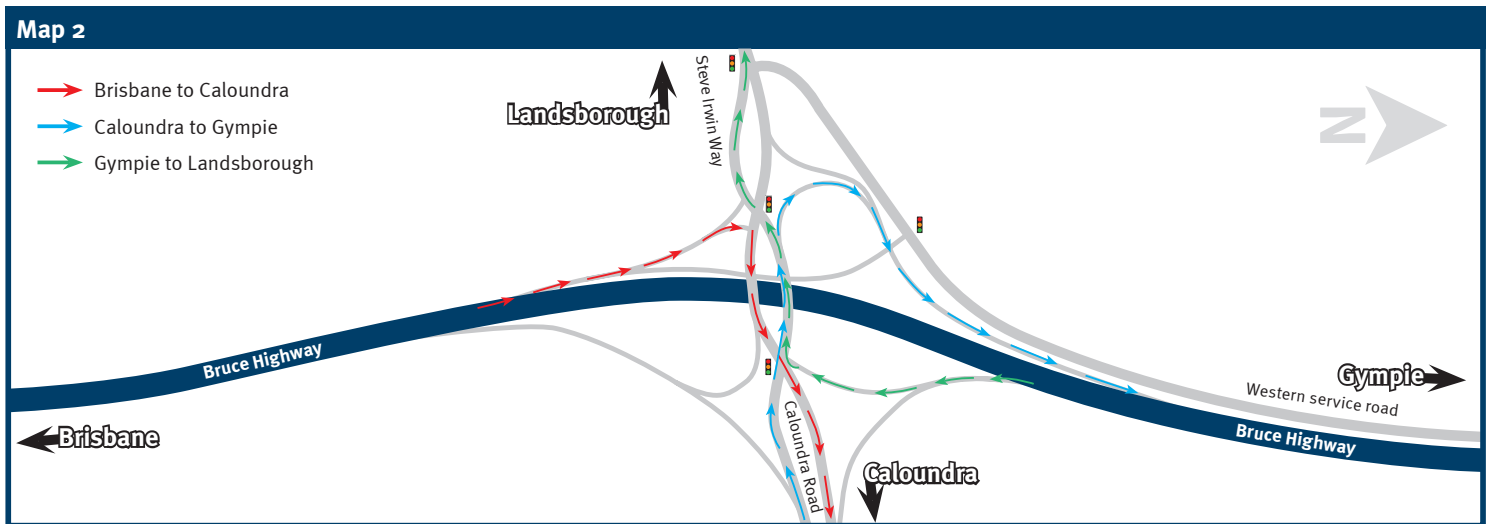 Map 2
Brisbane to Caloundra
Caloundra to Gympie
Gympie to Landsborough
Landsborough
Steve Irwin Way
N
Bruce Highway
Brisbane
Caloundra Road
Caloundra
Gympie
Western service road
Bruce Highway